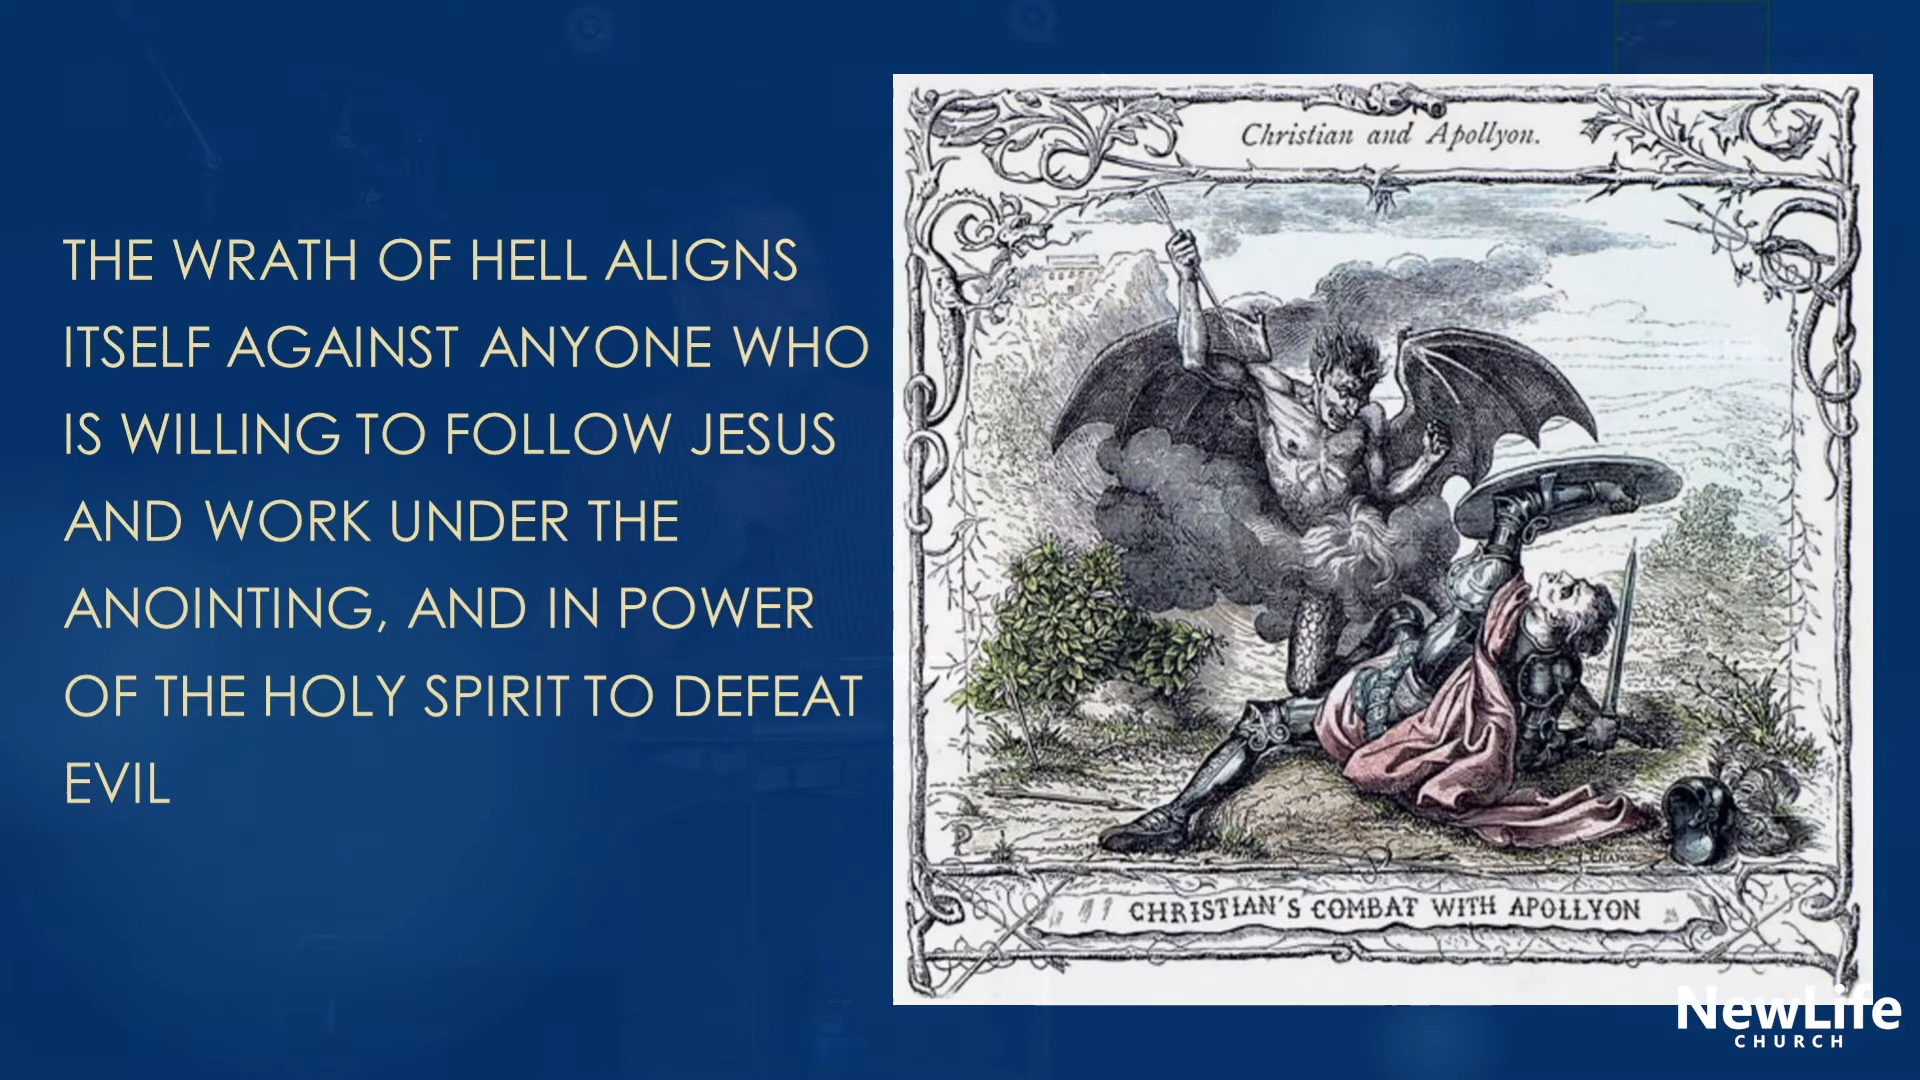 THE WRATH OF HELL ALIGNS
ITSELF AGAINST ANYONE WHO
IS WILLING TO FOLLOW JESUS
AND WORK UNDER THE
ANOINTING, AND IN POWER
OF THE HOLY SPIRIT TO DEFEAT
EVIL
Christian and Apollyon.
CHRISTIAN'S COMBAT WITH APOLLYON
NewLife
CHURCH